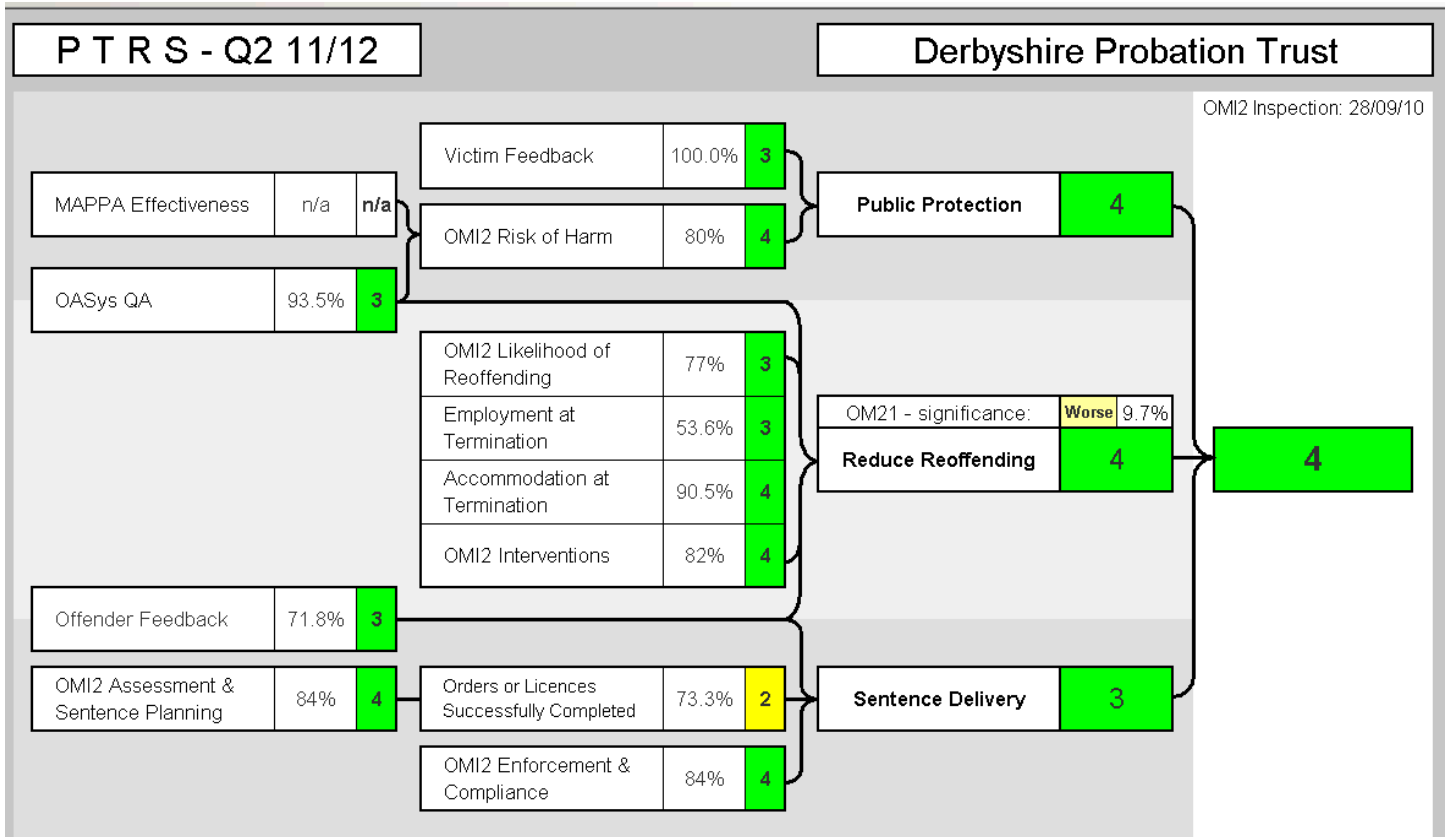 P T R S - Q2 11/12
Derbyshire Probation Trust
OMI2 Inspection: 28/09/10
Victim Feedback 100.0% 3
MAPPA Effectiveness n/a n/a
OMI2 Risk of Harm 80% 4
Public Protection 4
OASys QA 93.5% 3
OMI2 Likelihood of
Reoffending
77% 3
Employment at
Termination
53.6% 3
Accommodation at
Termination
90.5% 4
OMI2 Interventions 82% 4
OM21 - significance: Worse 9.7%
Reduce Reoffending 4
4
Offender Feedback 71.8% 3
OMI2 Assessment &
Sentence Planning
84% 4
Orders or Licences
Successfully Completed
73.3% 2
Sentence Delivery 3
OMI2 Enforcement &
Compliance
84% 4